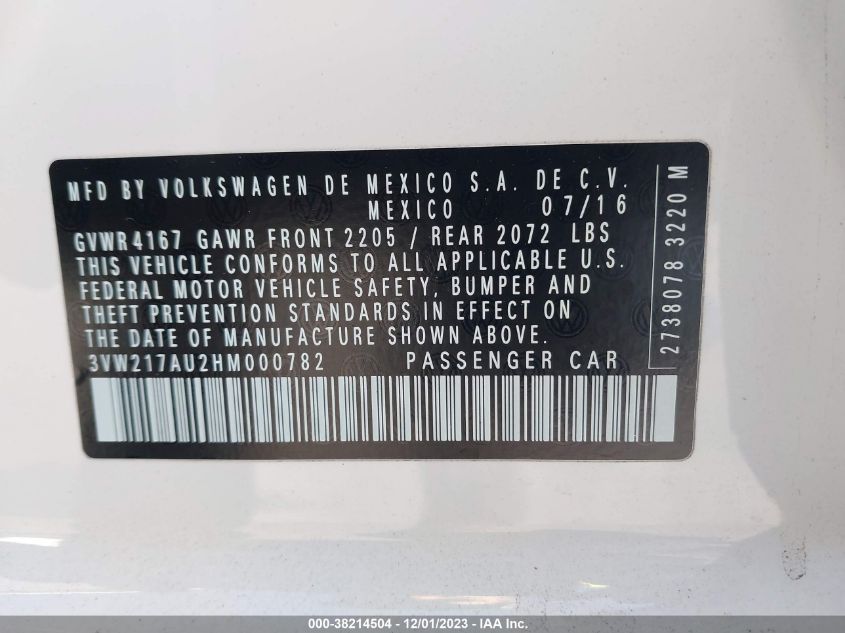 MFD BY VOLKSWAGEN DE MEXICO S.A. DE C.V.
MEXICO 07/16
GVWR4167 GAWR FRONT 2205 / REAR 2072 LBS
THIS VEHICLE CONFORMS TO ALL APPLICABLE U.S.
FEDERAL MOTOR VEHICLE SAFETY, BUMPER AND
THEFT PREVENTION STANDARDS IN EFFECT ON
THE DATE OF MANUFACTURE SHOWN ABOVE.
3VW217AU2HM000782 PASSENGER CAR
2738078 3220 M
000-38214504 - 12/01/2023 - IAA Inc.